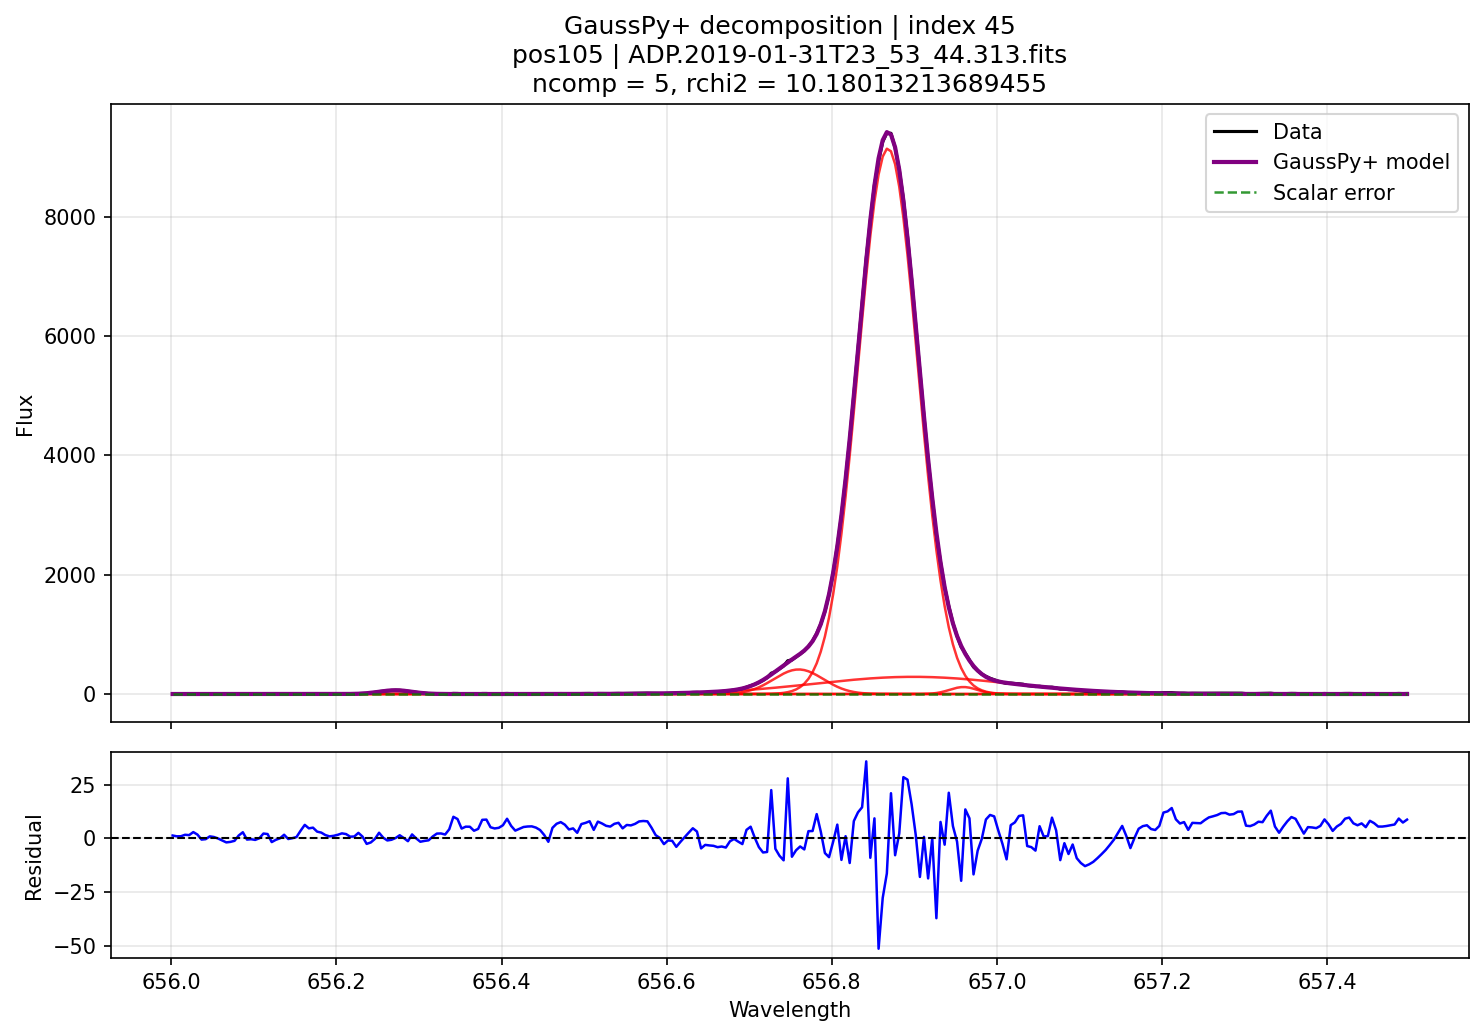 GaussPy+ decomposition | index 45
pos105 | ADP.2019-01-31T23_53_44.313.fits
ncomp = 5, rchi2 = 10.18013213689455
Data
GaussPy+ model
Scalar error
Flux
8000
6000
4000
2000
0
Residual
25
0
−25
−50
656.0 656.2 656.4 656.6 656.8 657.0 657.2 657.4
Wavelength